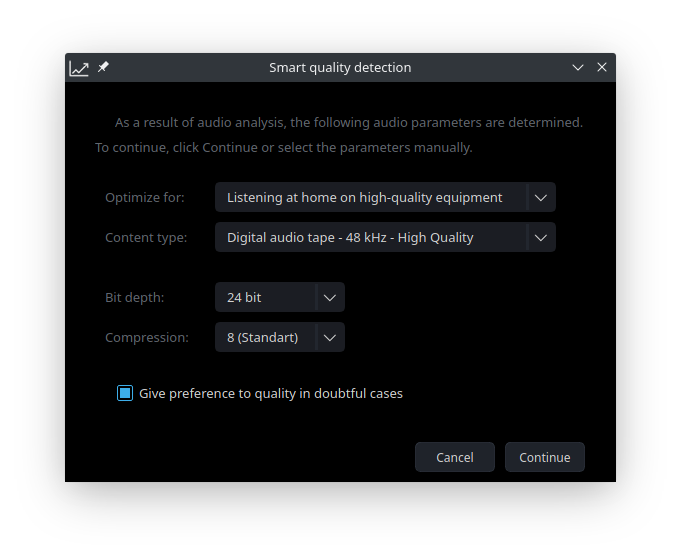 Smart quality detection
As a result of audio analysis, the following audio parameters are determined.
To continue, click Continue or select the parameters manually.
Optimize for: Listening at home on high-quality equipment
Content type: Digital audio tape - 48 kHz - High Quality
Bit depth: 24 bit
Compression: 8 (Standart)
Give preference to quality in doubtful cases
Cancel Continue